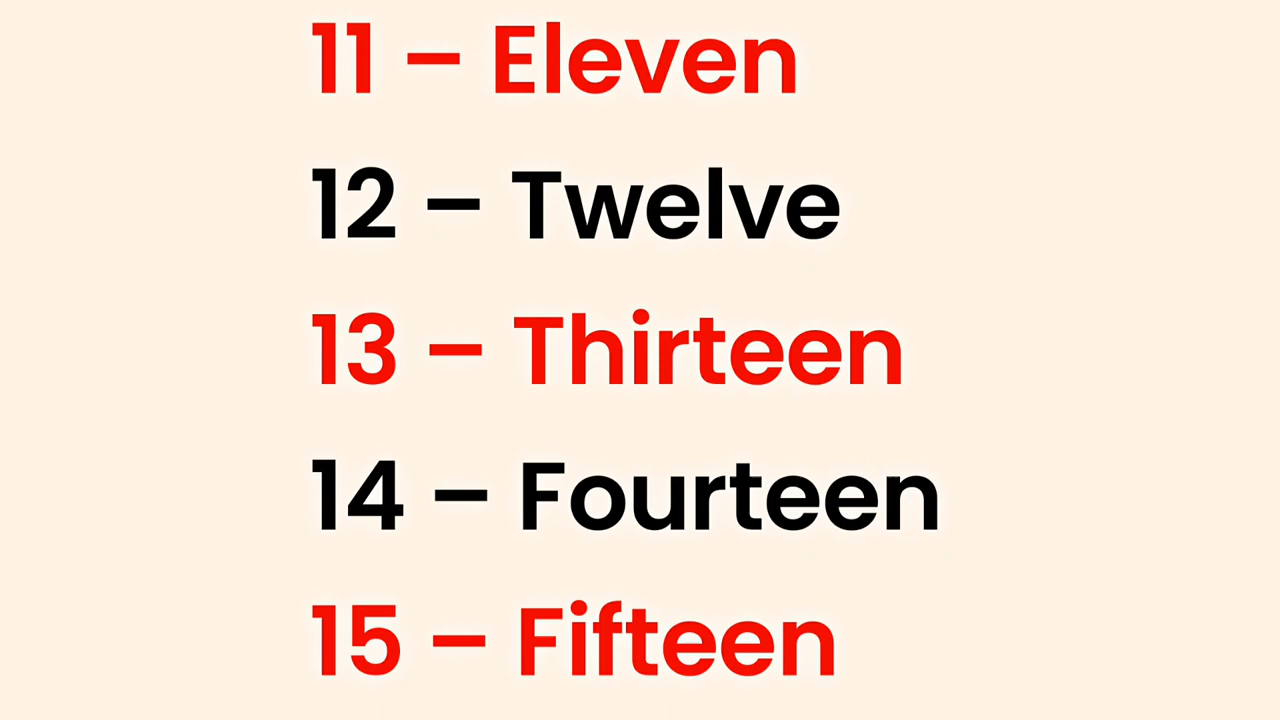 11 – Eleven
12 – Twelve
13 – Thirteen
14 – Fourteen
15 – Fifteen